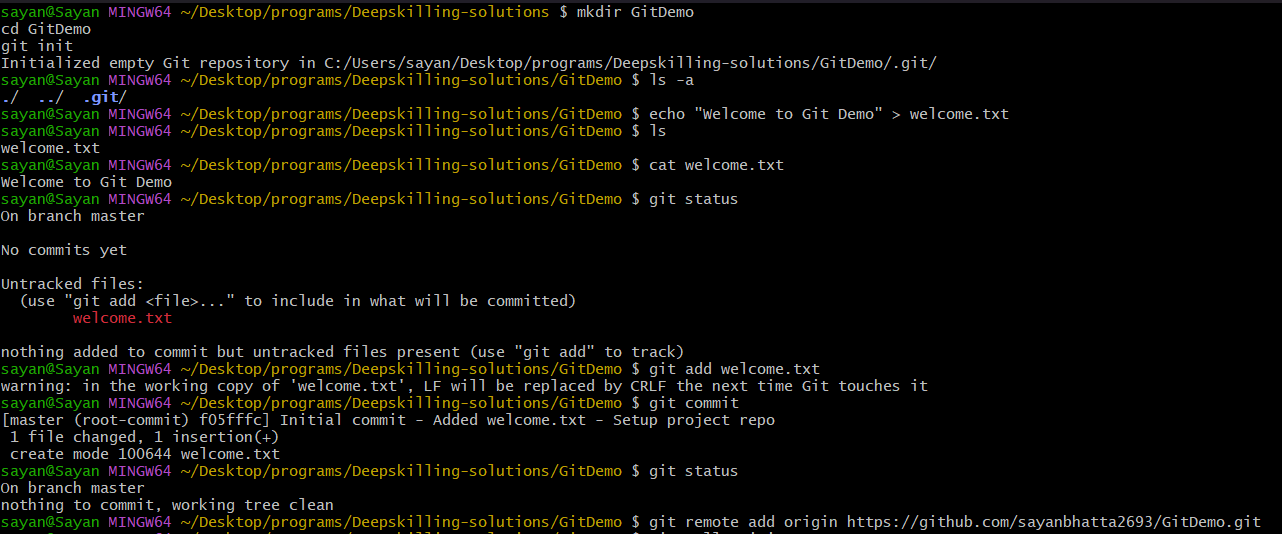 sayan@Sayan MINGW64 ~/Desktop/programs/Deepskilling-solutions $ mkdir GitDemo
cd GitDemo
git init
Initialized empty Git repository in C:/Users/sayan/Desktop/programs/Deepskilling-solutions/GitDemo/.git/
sayan@Sayan MINGW64 ~/Desktop/programs/Deepskilling-solutions/GitDemo $ ls -a
./  ../  .git/
sayan@Sayan MINGW64 ~/Desktop/programs/Deepskilling-solutions/GitDemo $ echo "Welcome to Git Demo" > welcome.txt
sayan@Sayan MINGW64 ~/Desktop/programs/Deepskilling-solutions/GitDemo $ ls
welcome.txt
sayan@Sayan MINGW64 ~/Desktop/programs/Deepskilling-solutions/GitDemo $ cat welcome.txt
Welcome to Git Demo
sayan@Sayan MINGW64 ~/Desktop/programs/Deepskilling-solutions/GitDemo $ git status
On branch master
No commits yet
Untracked files:
  (use "git add <file>..." to include in what will be committed)
        welcome.txt
nothing added to commit but untracked files present (use "git add" to track)
sayan@Sayan MINGW64 ~/Desktop/programs/Deepskilling-solutions/GitDemo $ git add welcome.txt
warning: in the working copy of 'welcome.txt', LF will be replaced by CRLF the next time Git touches it
sayan@Sayan MINGW64 ~/Desktop/programs/Deepskilling-solutions/GitDemo $ git commit
[master (root-commit) f05fffc] Initial commit - Added welcome.txt - Setup project repo
 1 file changed, 1 insertion(+)
 create mode 100644 welcome.txt
sayan@Sayan MINGW64 ~/Desktop/programs/Deepskilling-solutions/GitDemo $ git status
On branch master
nothing to commit, working tree clean
sayan@Sayan MINGW64 ~/Desktop/programs/Deepskilling-solutions/GitDemo $ git remote add origin https://github.com/sayanbhatta2693/GitDemo.git